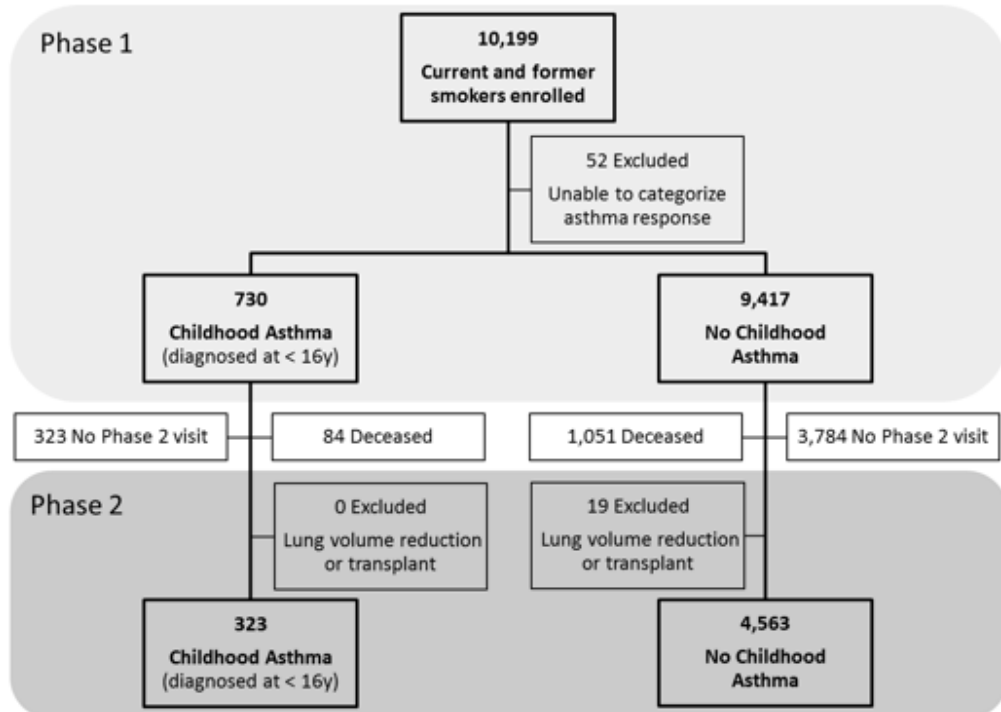 Phase 1
10,199
Current and former
smokers enrolled
52 Excluded
Unable to categorize
asthma response
730
Childhood Asthma
(diagnosed at < 16y)
9,417
No Childhood
Asthma
323 No Phase 2 visit
84 Deceased
1,051 Deceased
3,784 No Phase 2 visit
Phase 2
0 Excluded
Lung volume reduction
or transplant
19 Excluded
Lung volume reduction
or transplant
323
Childhood Asthma
(diagnosed at < 16y)
4,563
No Childhood
Asthma